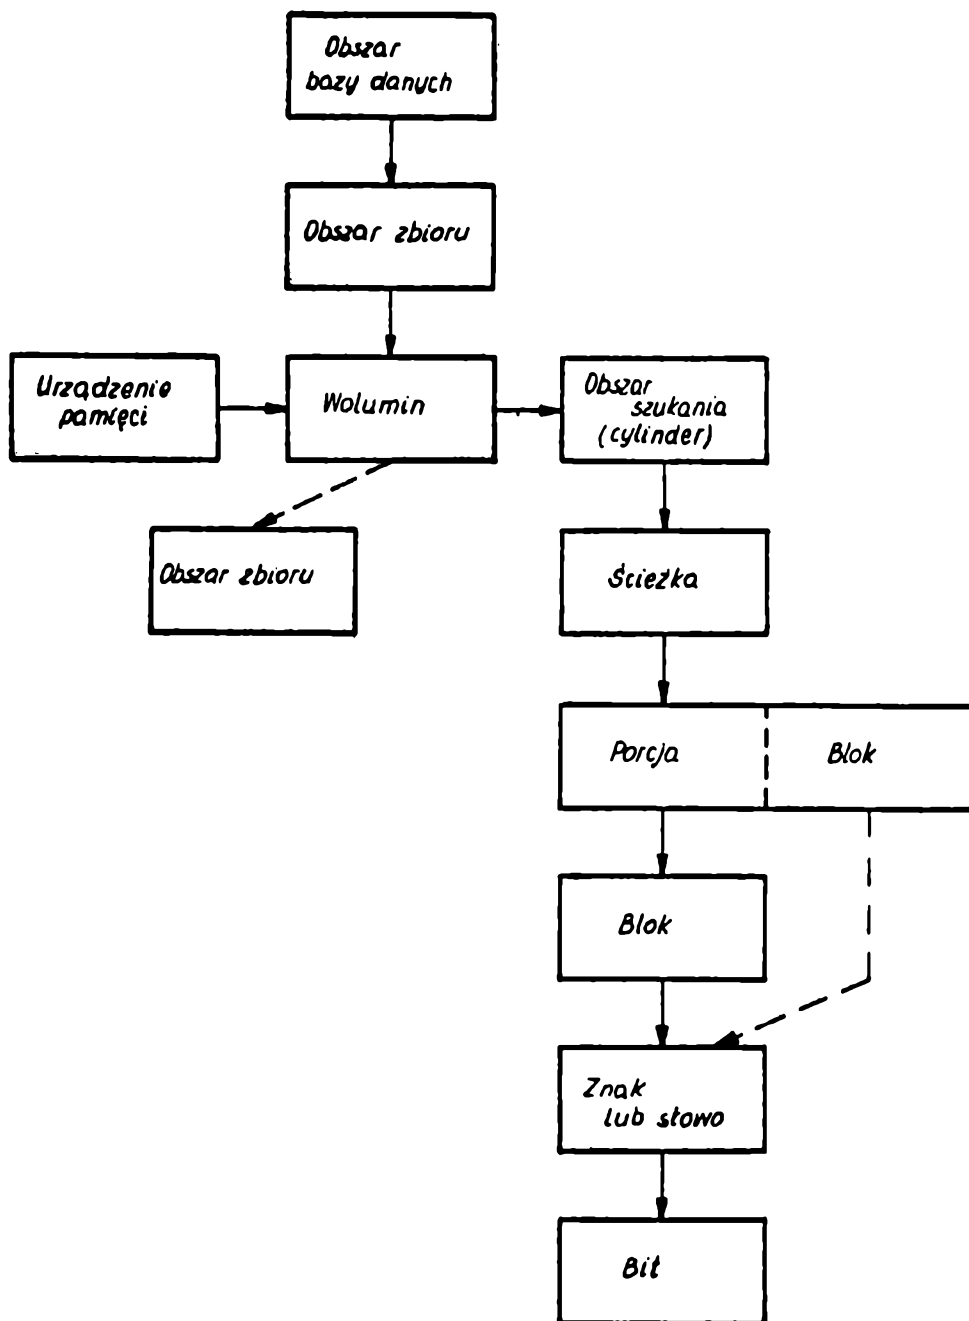 Obszar
bazy danych
Obszar zbioru
Urządzenie
pamięci
Wolumin
Obszar
szukania
(cylinder)
Obszar zbioru
Ścieżka
Porcja
Blok
Blok
Znak
lub słowo
Bit